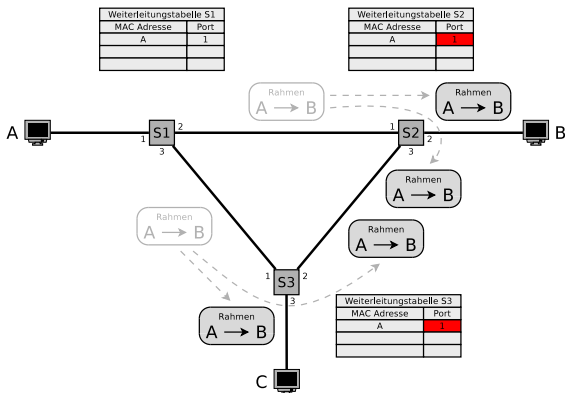 Weiterleitungstabelle S1
MAC Adresse Port
A 1
Weiterleitungstabelle S2
MAC Adresse Port
A 1
Rahmen
A → B
Rahmen
A → B
A
1
S1
2
3
1
S2
2
3
B
Rahmen
A → B
Rahmen
A → B
Rahmen
A → B
1
S3
2
3
Rahmen
A → B
Weiterleitungstabelle S3
MAC Adresse Port
A 1
C